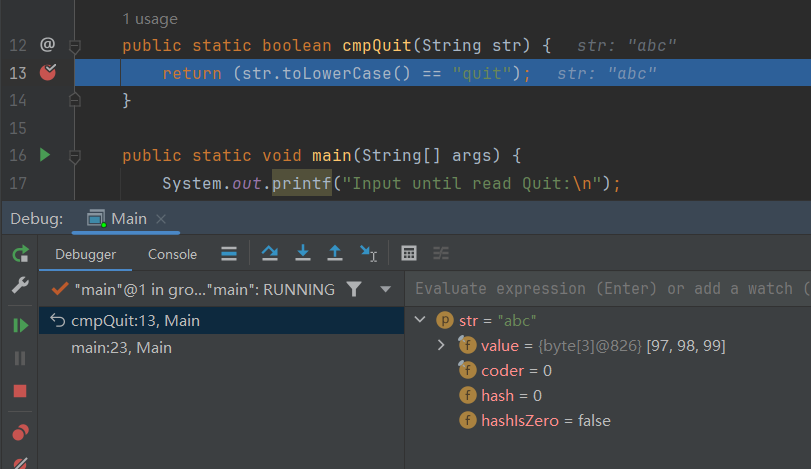 1 usage
12 @ public static boolean cmpQuit(String str) { str: "abc"
13 return (str.toLowerCase() == "quit"); str: "abc"
14 }
15
16 public static void main(String[] args) {
17 System.out.printf("Input until read Quit:\n");
Debug: Main ×
Debugger Console
"main"@1 in gro..."main": RUNNING
Evaluate expression (Enter) or add a watch (
cmpQuit:13, Main
main:23, Main
p str = "abc"
f value = {byte[3]@826} [97, 98, 99]
f coder = 0
f hash = 0
f hashIsZero = false